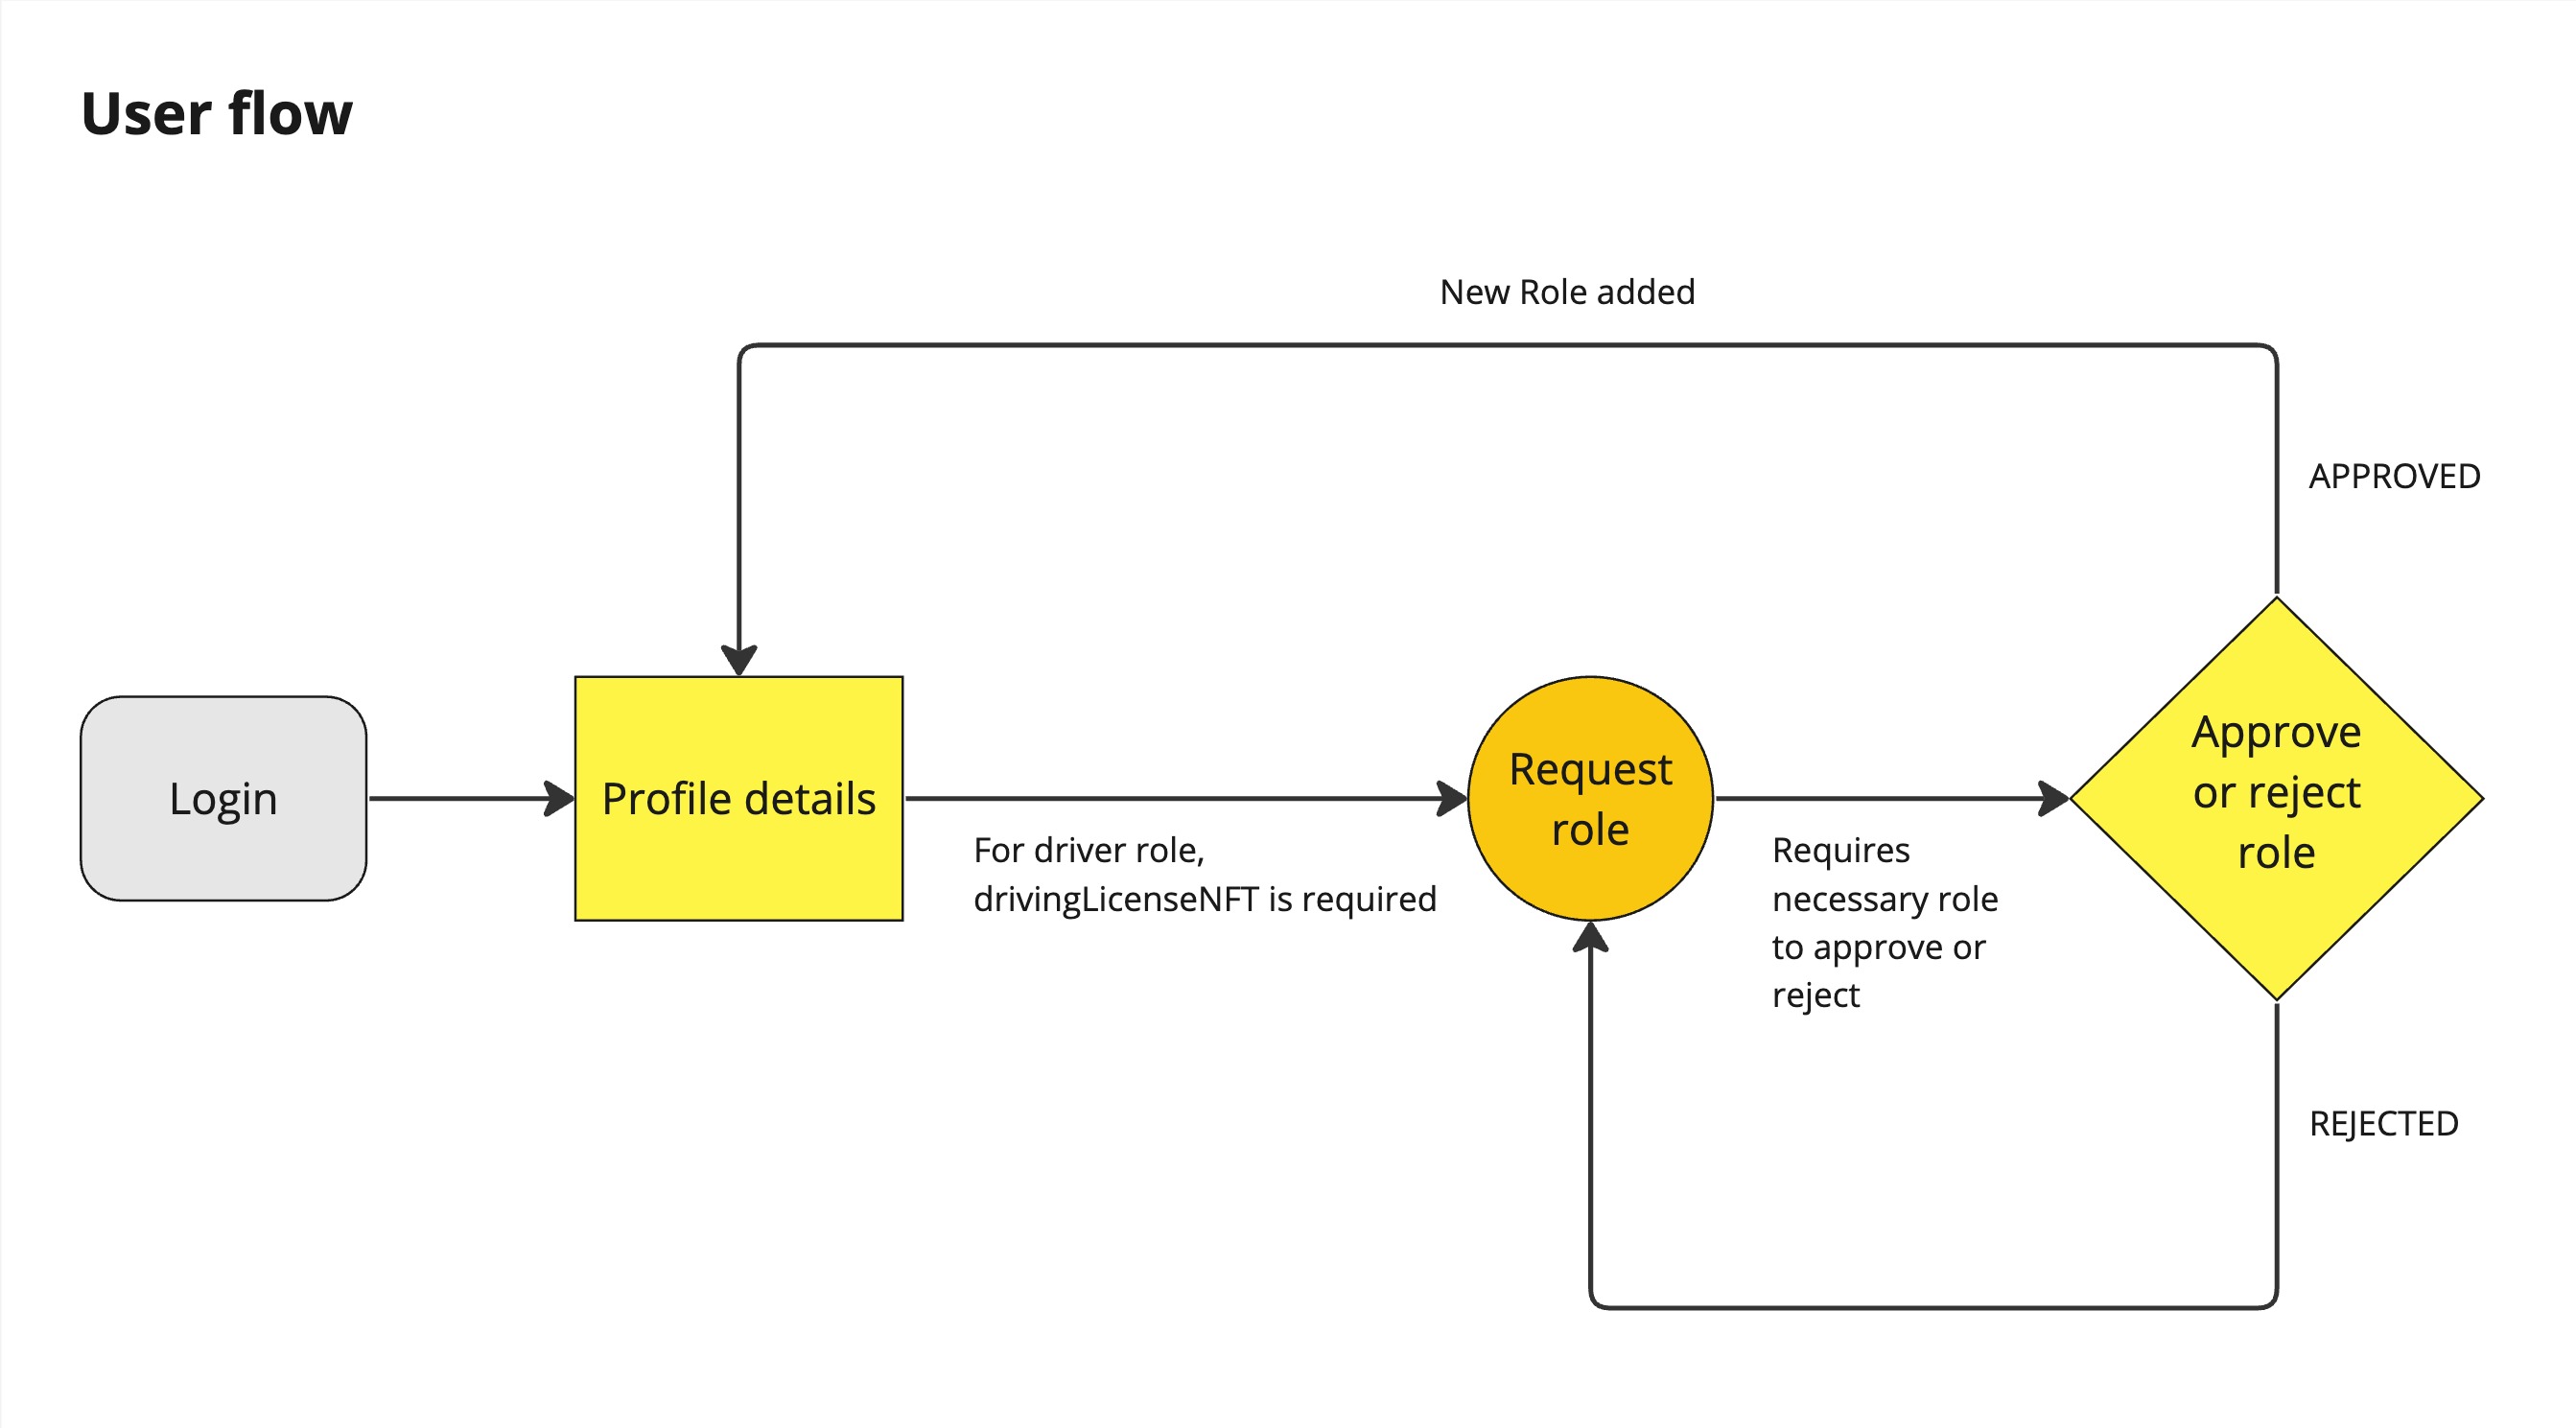 User flow
New Role added
APPROVED
Login
Profile details
For driver role,
drivingLicenseNFT is required
Request
role
Requires
necessary role
to approve or
reject
Approve
or reject
role
REJECTED